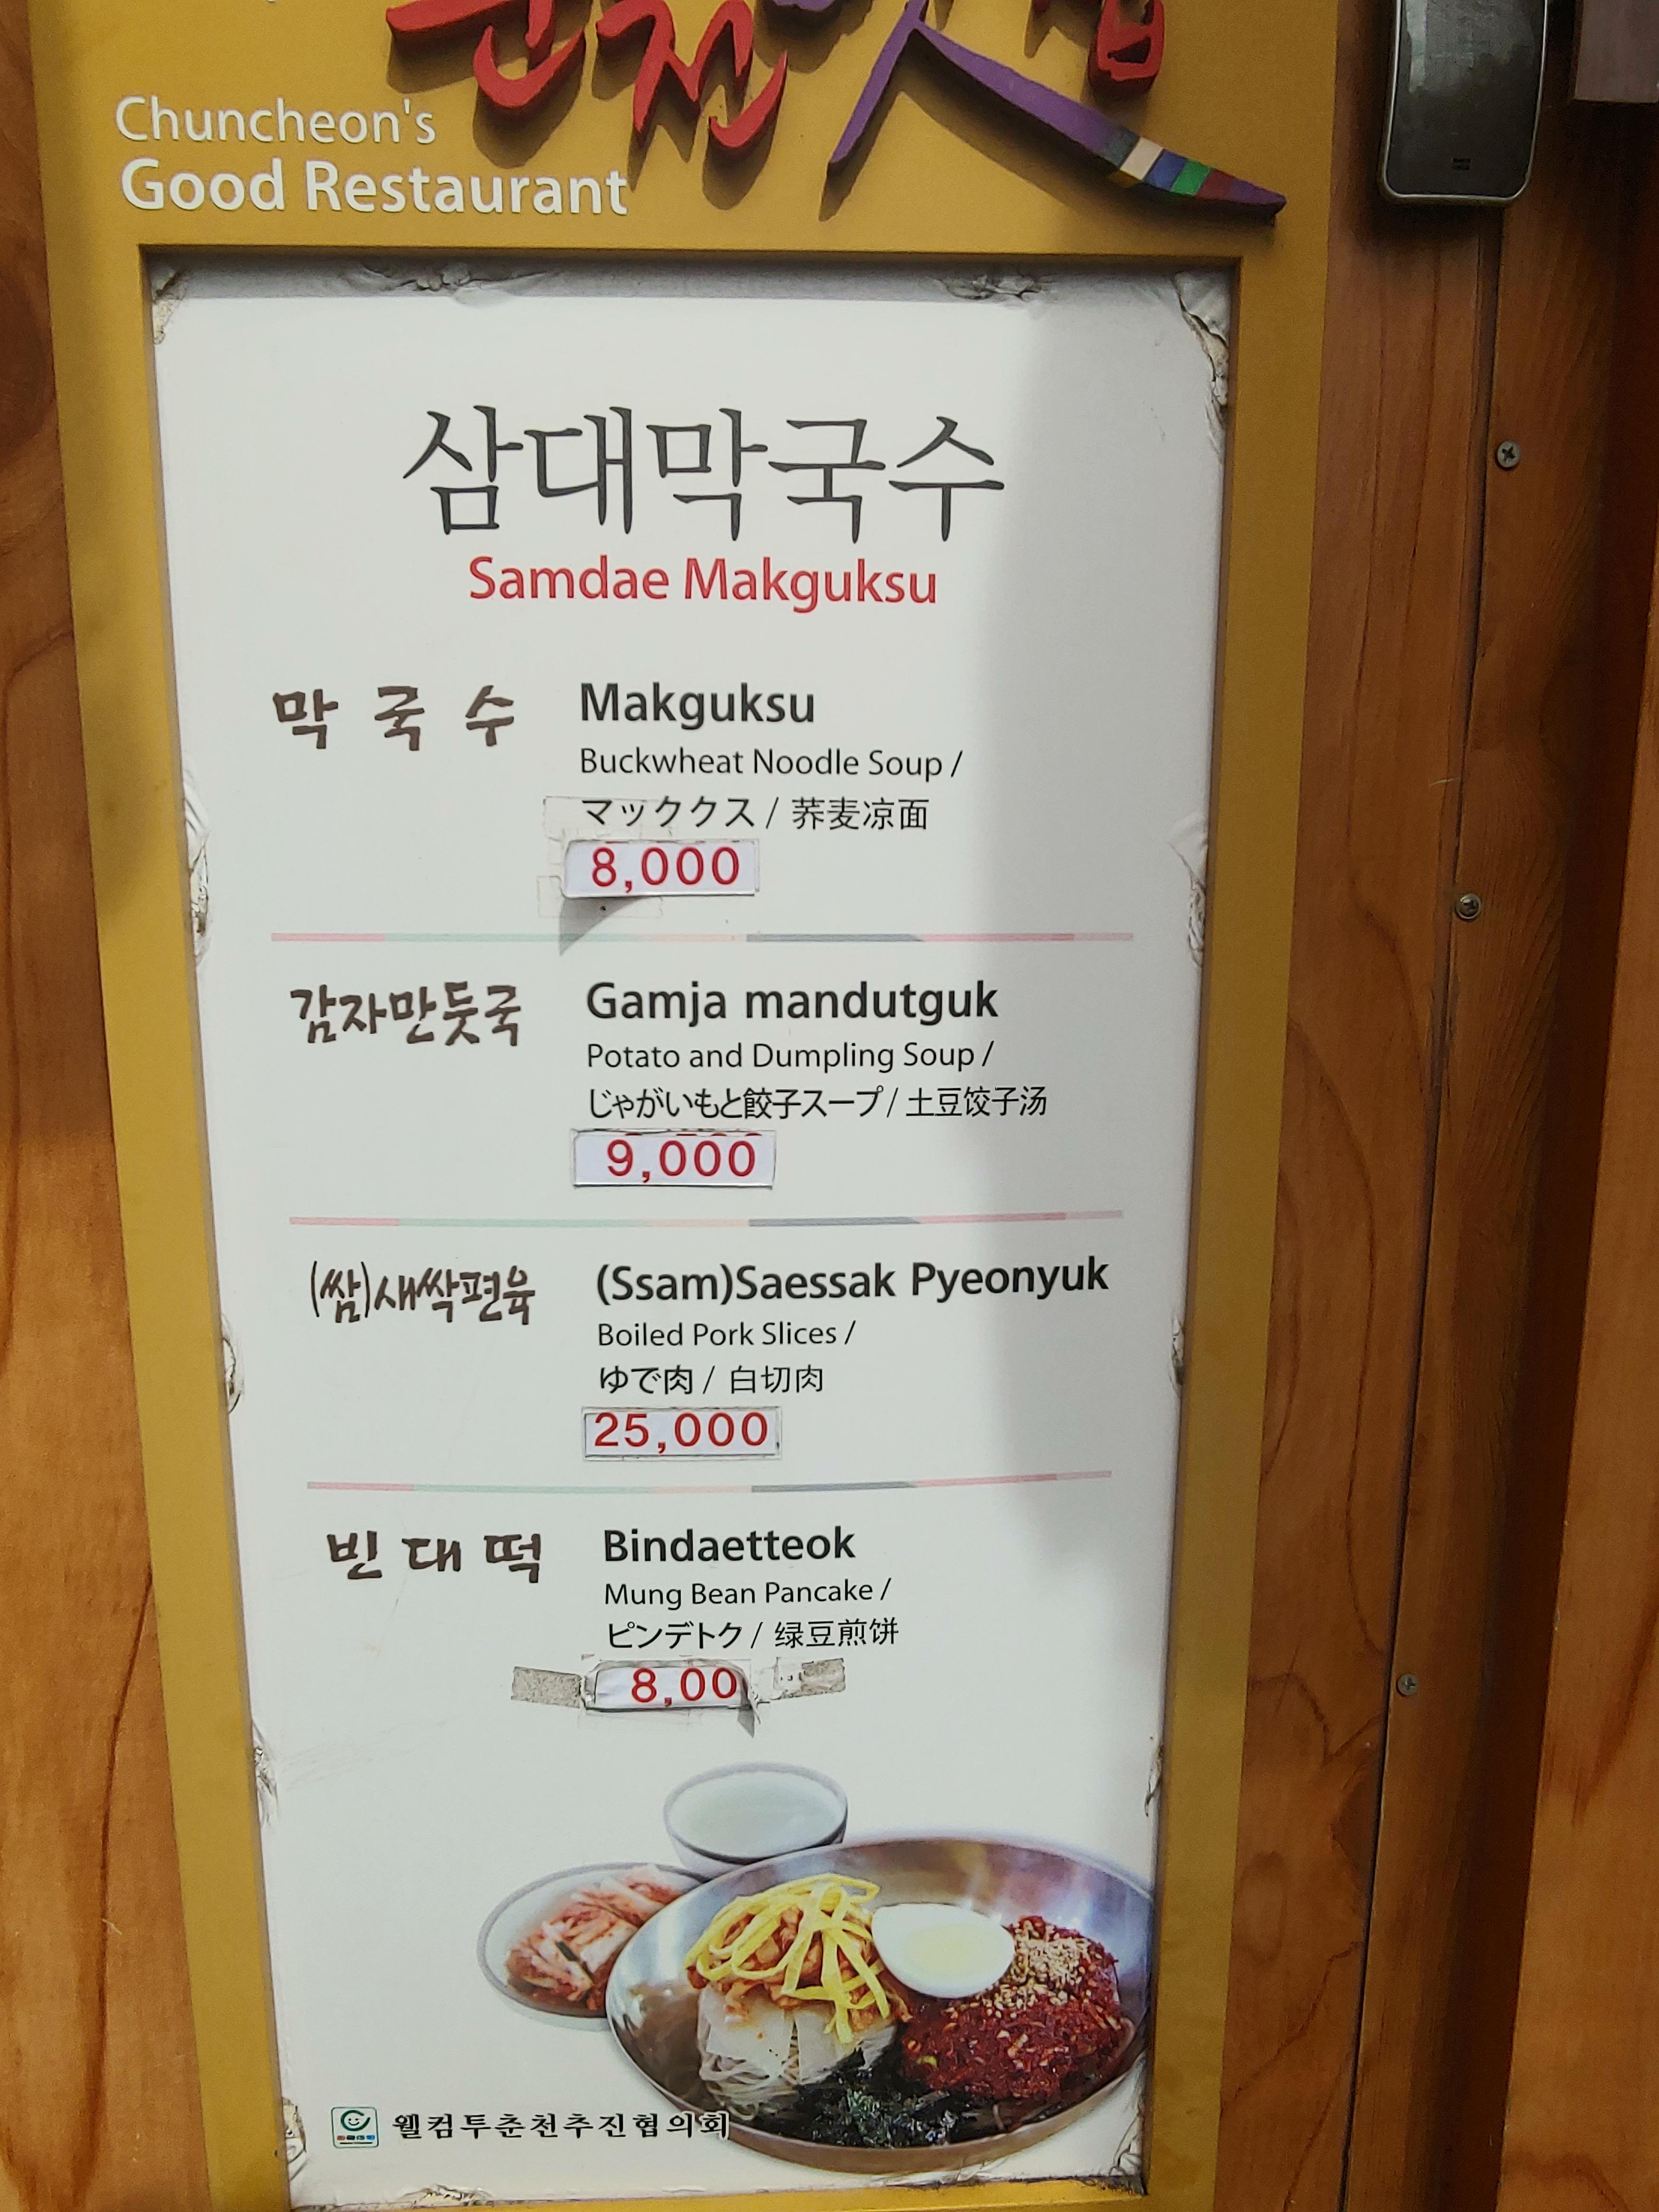 춘천맛집
Chuncheon's
Good Restaurant
삼대막국수
Samdae Makguksu
막국수 Makguksu
Buckwheat Noodle Soup /
マッククス / 荞麦凉面
8,000
감자만둣국 Gamja mandutguk
Potato and Dumpling Soup /
じゃがいもと餃子スープ / 土豆饺子汤
9,000
(쌈)새싹편육 (Ssam)Saessak Pyeonyuk
Boiled Pork Slices /
ゆで肉 / 白切肉
25,000
빈대떡 Bindaetteok
Mung Bean Pancake /
ピンデトク / 绿豆煎饼
8,00
웰컴투춘천추진협의회